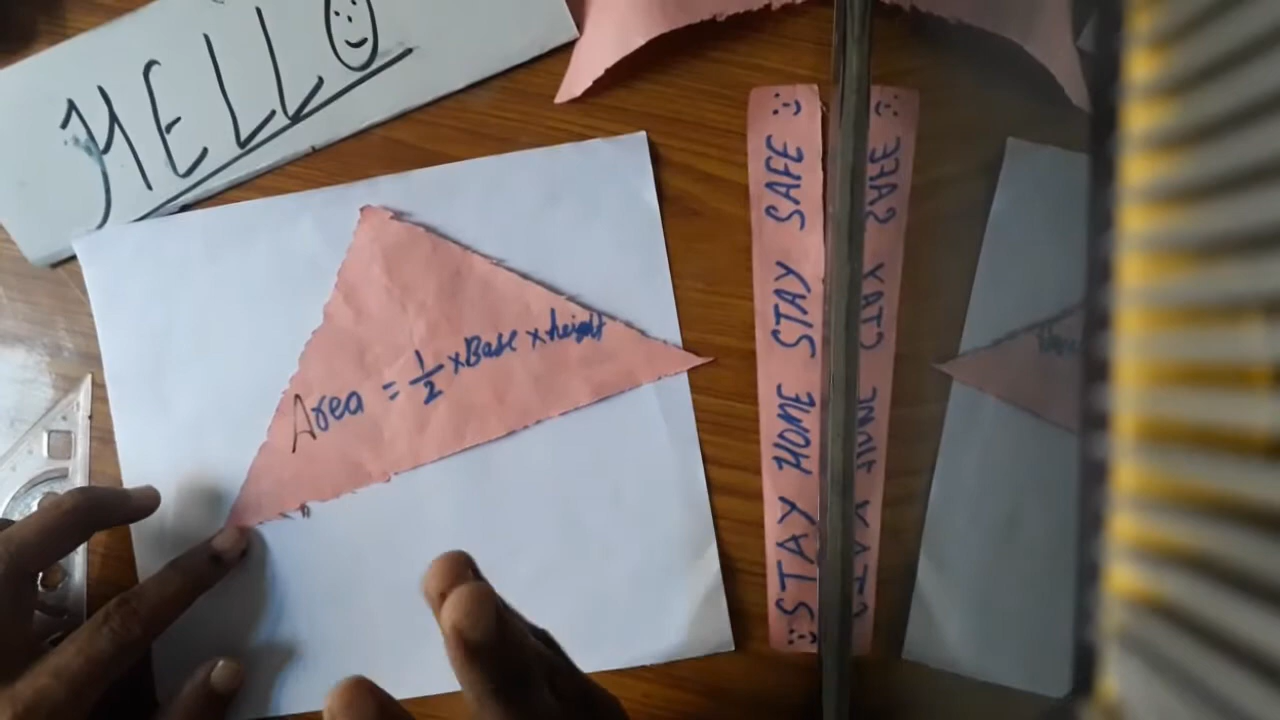 HELLO
Area = 1/2 × Base × height
STAY HOME STAY SAFE